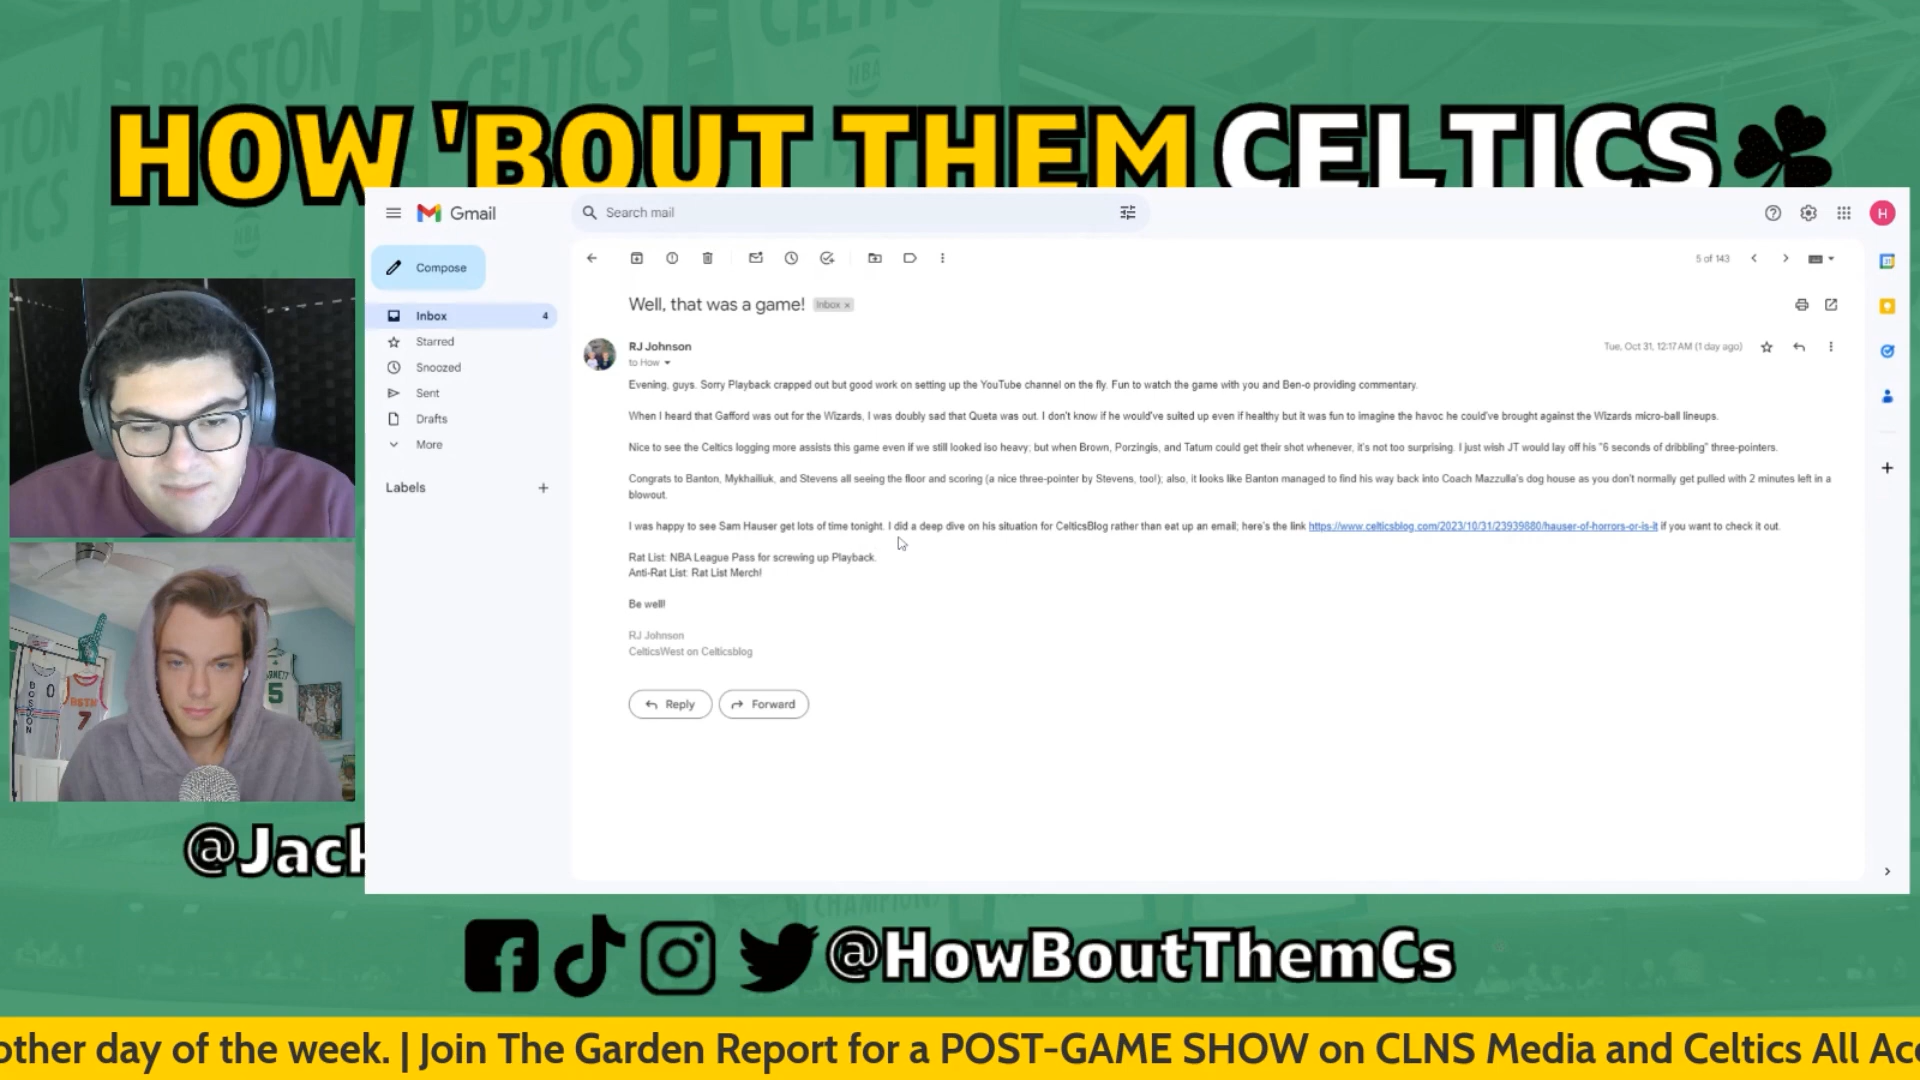 HOW 'BOUT THEM CELTICS
Gmail
Search mail
H
Compose
5 of 143
Inbox 4
Starred
Snoozed
Sent
Drafts
More
Labels
Well, that was a game! Inbox x
RJ Johnson
Tue, Oct 31, 12:17 AM (1 day ago)
to How
Evening, guys. Sorry Playback crapped out but good work on setting up the YouTube channel on the fly. Fun to watch the game with you and Ben-o providing commentary.
When I heard that Gafford was out for the Wizards, I was doubly sad that Queta was out. I don't know if he would've suited up even if healthy but it was fun to imagine the havoc he could've brought against the Wizards micro-ball lineups.
Nice to see the Celtics logging more assists this game even if we still looked iso heavy; but when Brown, Porzingis, and Tatum could get their shot whenever, it's not too surprising. I just wish JT would lay off his "6 seconds of dribbling" three-pointers.
Congrats to Banton, Mykhailiuk, and Stevens all seeing the floor and scoring (a nice three-pointer by Stevens, too!); also, it looks like Banton managed to find his way back into Coach Mazzulla's dog house as you don't normally get pulled with 2 minutes left in a
blowout.
I was happy to see Sam Hauser get lots of time tonight. I did a deep dive on his situation for CelticsBlog rather than eat up an email; here's the link https://www.celticsblog.com/2023/10/31/23939880/hauser-of-horrors-or-is-it if you want to check it out.
Rat List: NBA League Pass for screwing up Playback.
Anti-Rat List: Rat List Merch!
Be well!
RJ Johnson
CelticsWest on Celticsblog
Reply
Forward
@Jack
@HowBoutThemCs
other day of the week. | Join The Garden Report for a POST-GAME SHOW on CLNS Media and Celtics All Acc
BOSTON
CELTICS
NBA